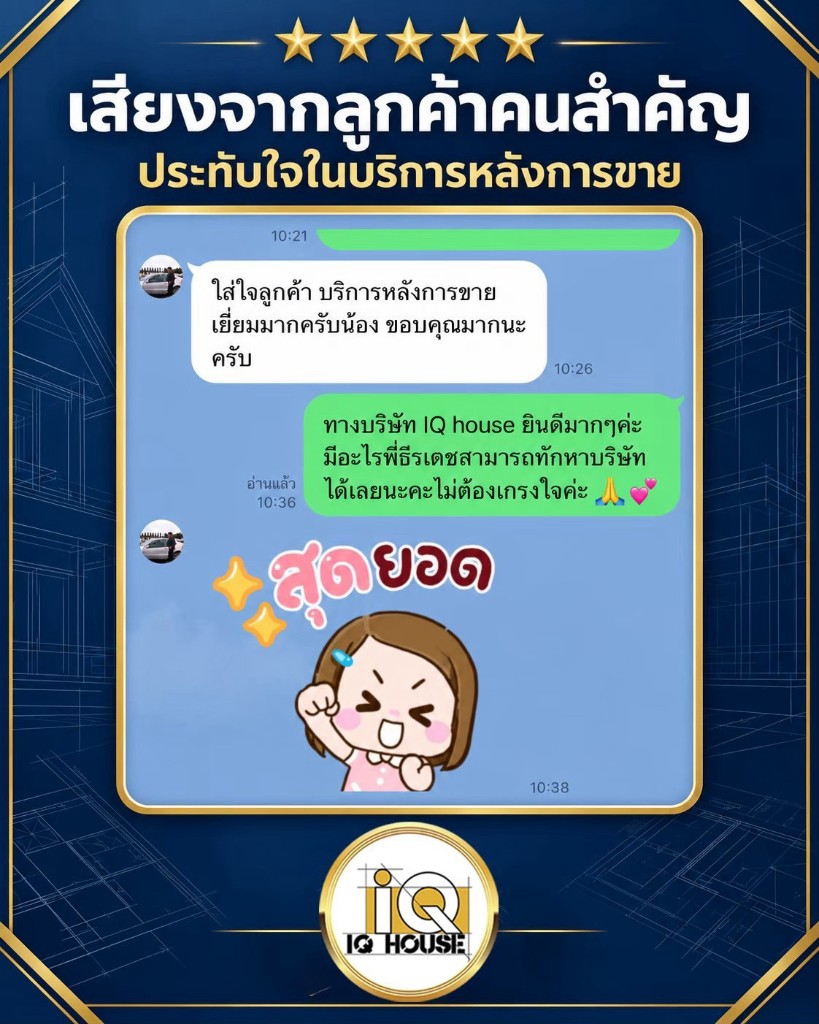 เสียงจากลูกค้าคนสำคัญ
ประทับใจในบริการหลังการขาย
10:21
ใส่ใจลูกค้า บริการหลังการขาย
เยี่ยมมากครับน้อง ขอบคุณมากนะ
ครับ
10:26
ทางบริษัท IQ house ยินดีมากๆค่ะ
มีอะไรพี่ธีรเดชสามารถทักหาบริษัท
ได้เลยนะคะไม่ต้องเกรงใจค่ะ 🙏 💕
อ่านแล้ว
10:36
สุดยอด
10:38
iQ
IQ HOUSE